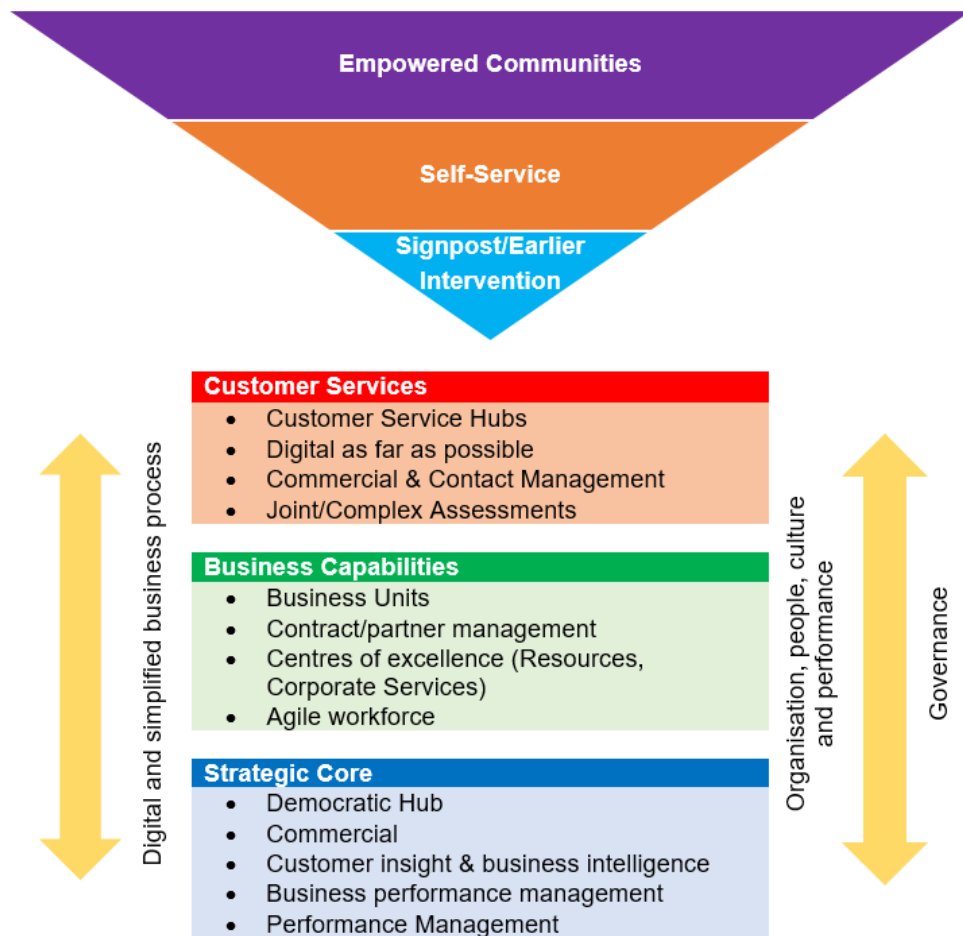 Empowered Communities
Self-Service
Signpost/Earlier
Intervention
Customer Services
• Customer Service Hubs
• Digital as far as possible
• Commercial & Contact Management
• Joint/Complex Assessments
Business Capabilities
• Business Units
• Contract/partner management
• Centres of excellence (Resources,
Corporate Services)
• Agile workforce
Strategic Core
• Democratic Hub
• Commercial
• Customer insight & business intelligence
• Business performance management
• Performance Management
Digital and simplified business process
Organisation, people, culture
and performance
Governance